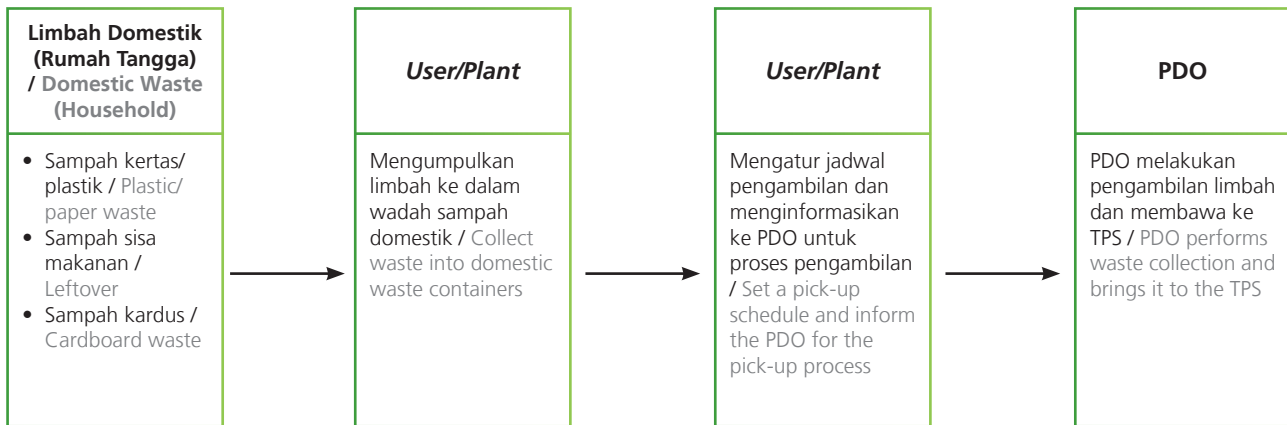 Limbah Domestik
(Rumah Tangga)
/ Domestic Waste
(Household)
• Sampah kertas/
plastik / Plastic/
paper waste
• Sampah sisa
makanan /
Leftover
• Sampah kardus /
Cardboard waste
User/Plant
Mengumpulkan
limbah ke dalam
wadah sampah
domestik / Collect
waste into domestic
waste containers
User/Plant
Mengatur jadwal
pengambilan dan
menginformasikan
ke PDO untuk
proses pengambilan
/ Set a pick-up
schedule and inform
the PDO for the
pick-up process
PDO
PDO melakukan
pengambilan limbah
dan membawa ke
TPS / PDO performs
waste collection and
brings it to the TPS